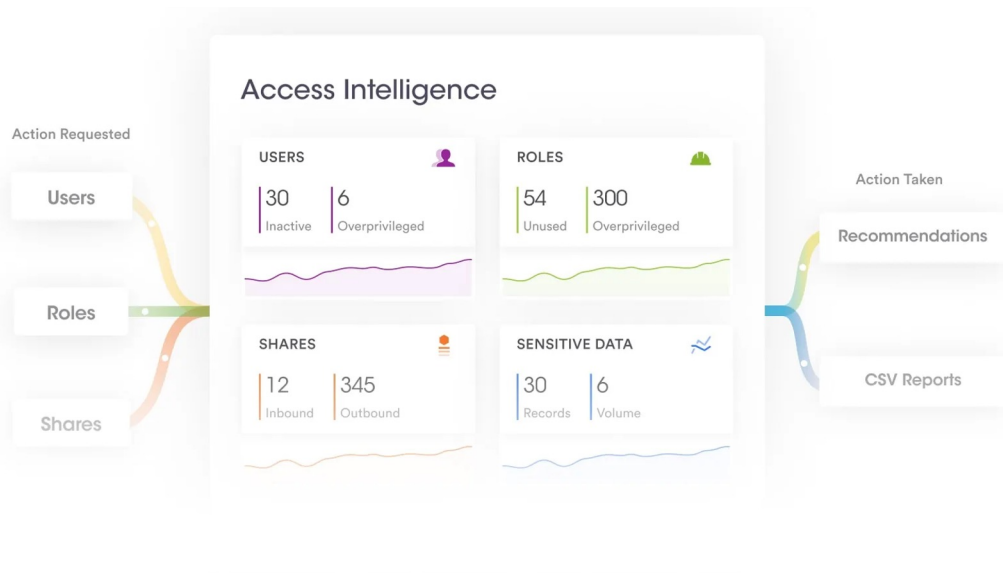 Access Intelligence
Action Requested
Users
Roles
Shares
USERS
30
Inactive
6
Overprivileged
ROLES
54
Unused
300
Overprivileged
SHARES
12
Inbound
345
Outbound
SENSITIVE DATA
30
Records
6
Volume
Action Taken
Recommendations
CSV Reports